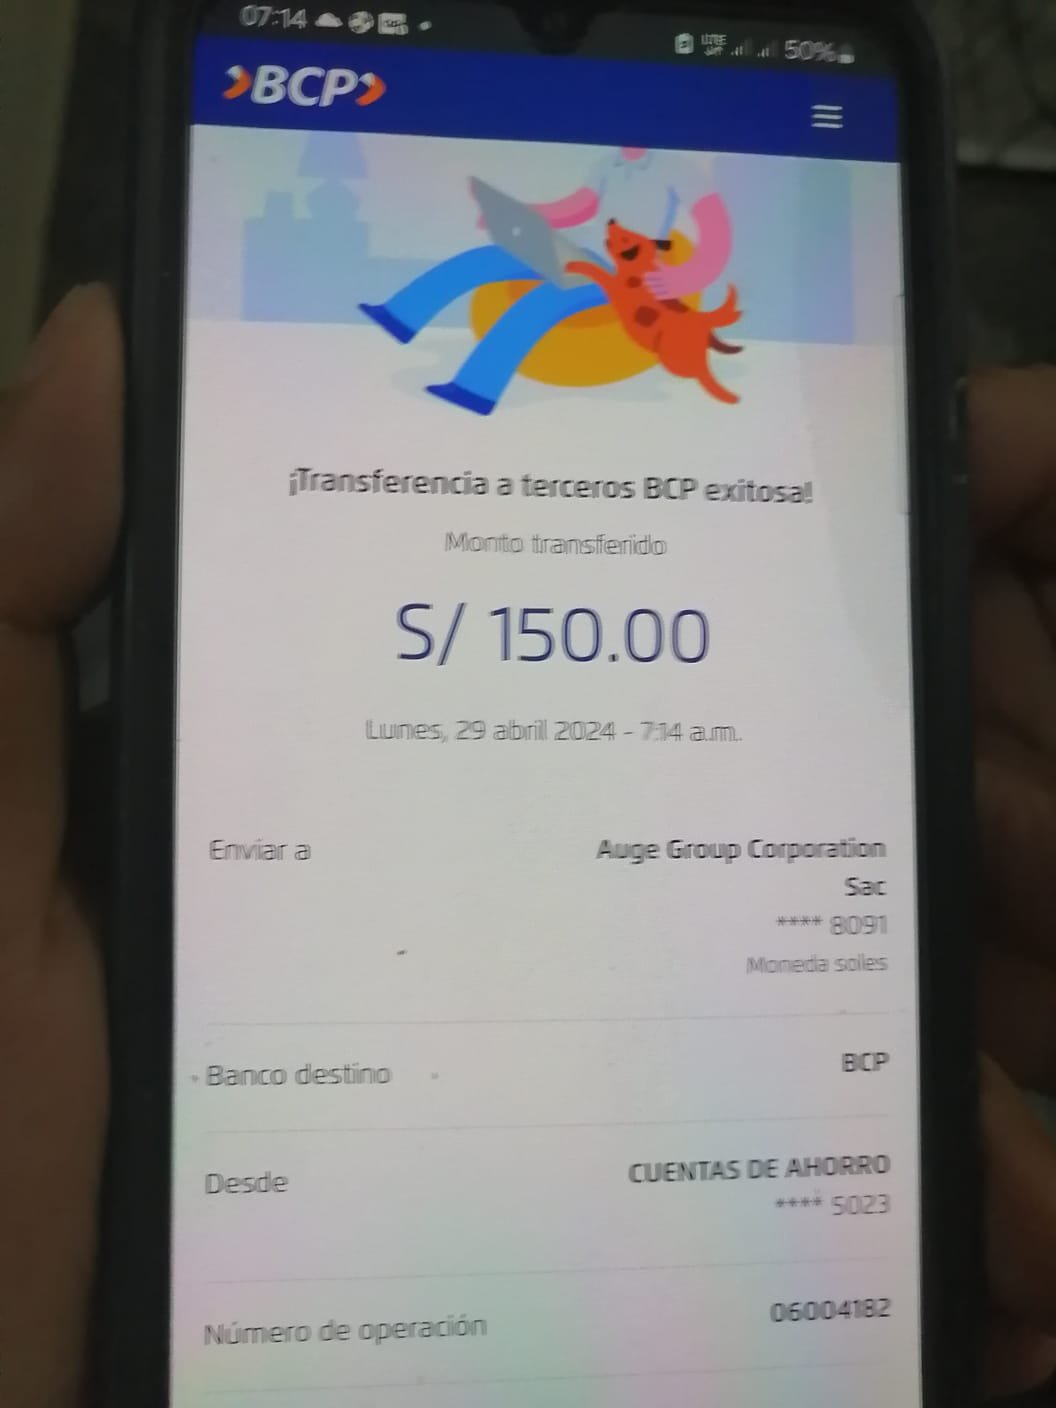 07:14
50%
BCP
¡Transferencia a terceros BCP exitosa!
Monto transferido
S/ 150.00
Lunes, 29 abril 2024 - 7:14 a.m.
Enviar a
Auge Group Corporation
Sac
**** 8091
Moneda soles
Banco destino
BCP
Desde
CUENTAS DE AHORRO
**** 5023
Número de operación
06004182